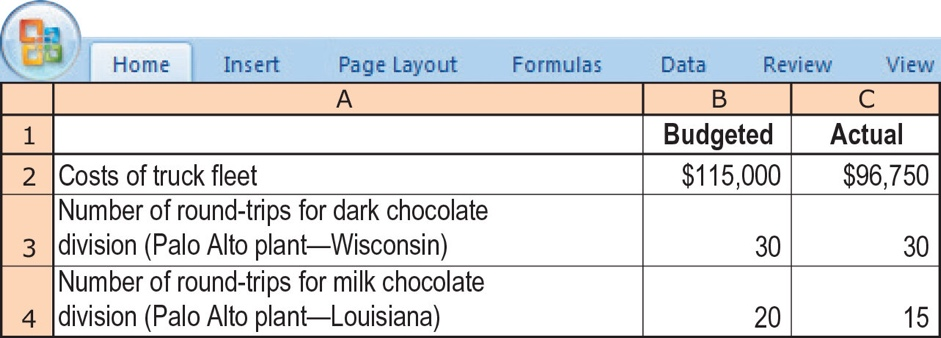 Home Insert Page Layout Formulas Data Review View
A B C
1 Budgeted Actual
2 Costs of truck fleet $115,000 $96,750
Number of round-trips for dark chocolate
3 division (Palo Alto plant—Wisconsin) 30 30
Number of round-trips for milk chocolate
4 division (Palo Alto plant—Louisiana) 20 15